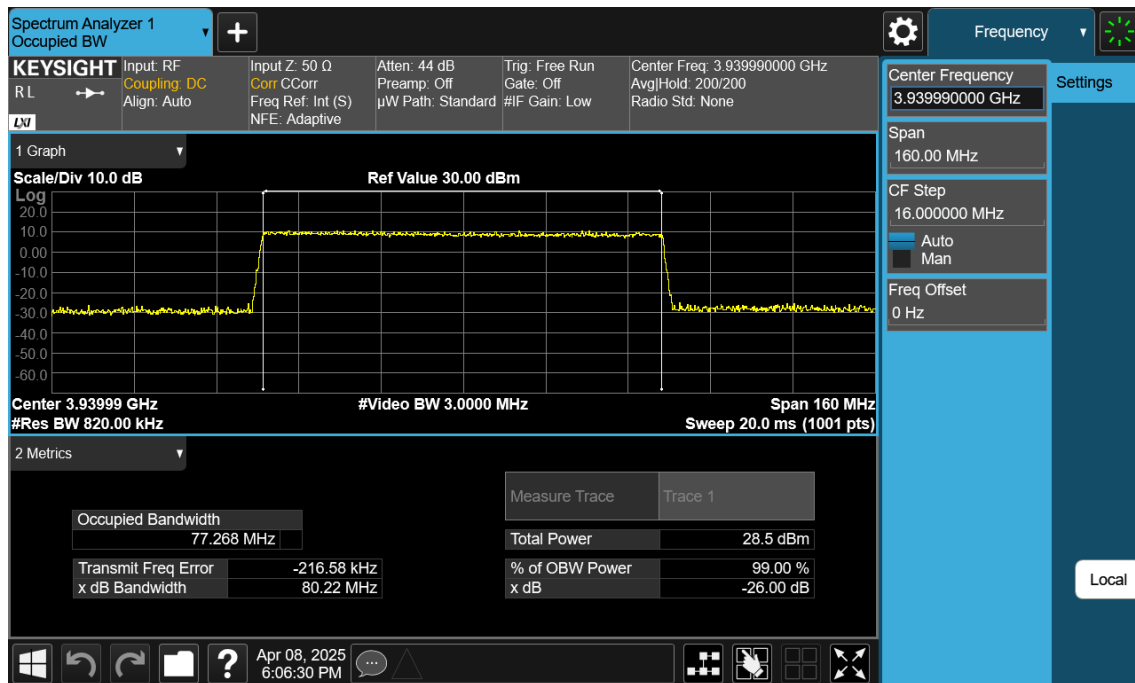 Spectrum Analyzer 1
Occupied BW
+
Frequency
KEYSIGHT
R L
LXI
Input: RF
Coupling: DC
Align: Auto
Input Z: 50 Ω
Corr CCorr
Freq Ref: Int (S)
NFE: Adaptive
Atten: 44 dB
Preamp: Off
µW Path: Standard
Trig: Free Run
Gate: Off
#IF Gain: Low
Center Freq: 3.939990000 GHz
Avg|Hold: 200/200
Radio Std: None
Center Frequency
3.939990000 GHz
Settings
Span
160.00 MHz
CF Step
16.000000 MHz
Auto
Man
Freq Offset
0 Hz
Local
1 Graph
Scale/Div 10.0 dB
Ref Value 30.00 dBm
Log
20.0
10.0
0.00
-10.0
-20.0
-30.0
-40.0
-50.0
-60.0
Center 3.93999 GHz
#Video BW 3.0000 MHz
Span 160 MHz
#Res BW 820.00 kHz
Sweep 20.0 ms (1001 pts)
2 Metrics
Measure Trace Trace 1
Occupied Bandwidth
77.268 MHz
Total Power 28.5 dBm
Transmit Freq Error -216.58 kHz
% of OBW Power 99.00 %
x dB Bandwidth 80.22 MHz
x dB -26.00 dB
?
Apr 08, 2025
6:06:30 PM